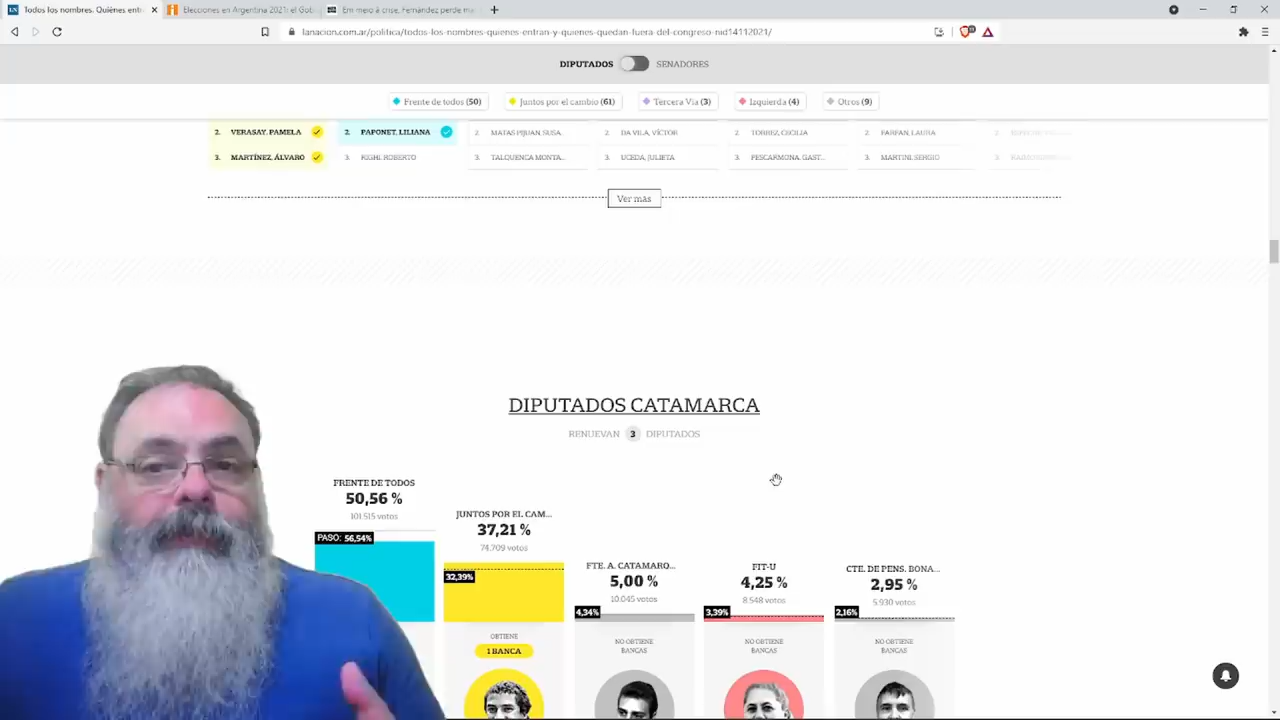 Todos los nombres. Quiénes entr
Elecciones en Argentina 2021: el Gob
Em meio à crise, Fernández perde ma
lanacion.com.ar/politica/todos-los-nombres-quienes-entran-y-quienes-quedan-fuera-del-congreso-nid14112021/
DIPUTADOS SENADORES
Frente de todos (50) Juntos por el cambio (61) Tercera Vía (3) Izquierda (4) Otros (9)
2. VERASAY, PAMELA 2. PAPONET, LILIANA 2. MATAS PIJUAN, SUSA. 2. DA VILA, VÍCTOR 2. TORREZ, CECILIA 2. FARFAN, LAURA
3. MARTÍNEZ, ÁLVARO 3. RIGHI, ROBERTO 3. TALQUENCA MONTA... 3. UCEDA, JULIETA 3. PESCARMONA, GAST... 3. MARTINI, SERGIO
Ver más
DIPUTADOS CATAMARCA
RENUEVAN 3 DIPUTADOS
FRENTE DE TODOS
50,56 %
101.515 votos
PASO: 56,54%
JUNTOS POR EL CAM...
37,21 %
74.709 votos
32,39%
OBTIENE
1 BANCA
FTE. A. CATAMARQ...
5,00 %
10.045 votos
4,34%
NO OBTIENE
BANCAS
FIT-U
4,25 %
8.548 votos
3,39%
NO OBTIENE
BANCAS
CTE. DE PENS. BONA...
2,95 %
5.930 votos
2,16%
NO OBTIENE
BANCAS